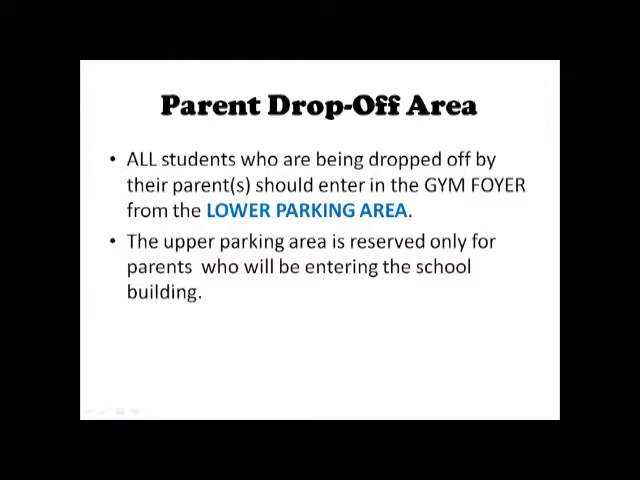 Parent Drop-Off Area
• ALL students who are being dropped off by
their parent(s) should enter in the GYM FOYER
from the LOWER PARKING AREA.
• The upper parking area is reserved only for
parents who will be entering the school
building.